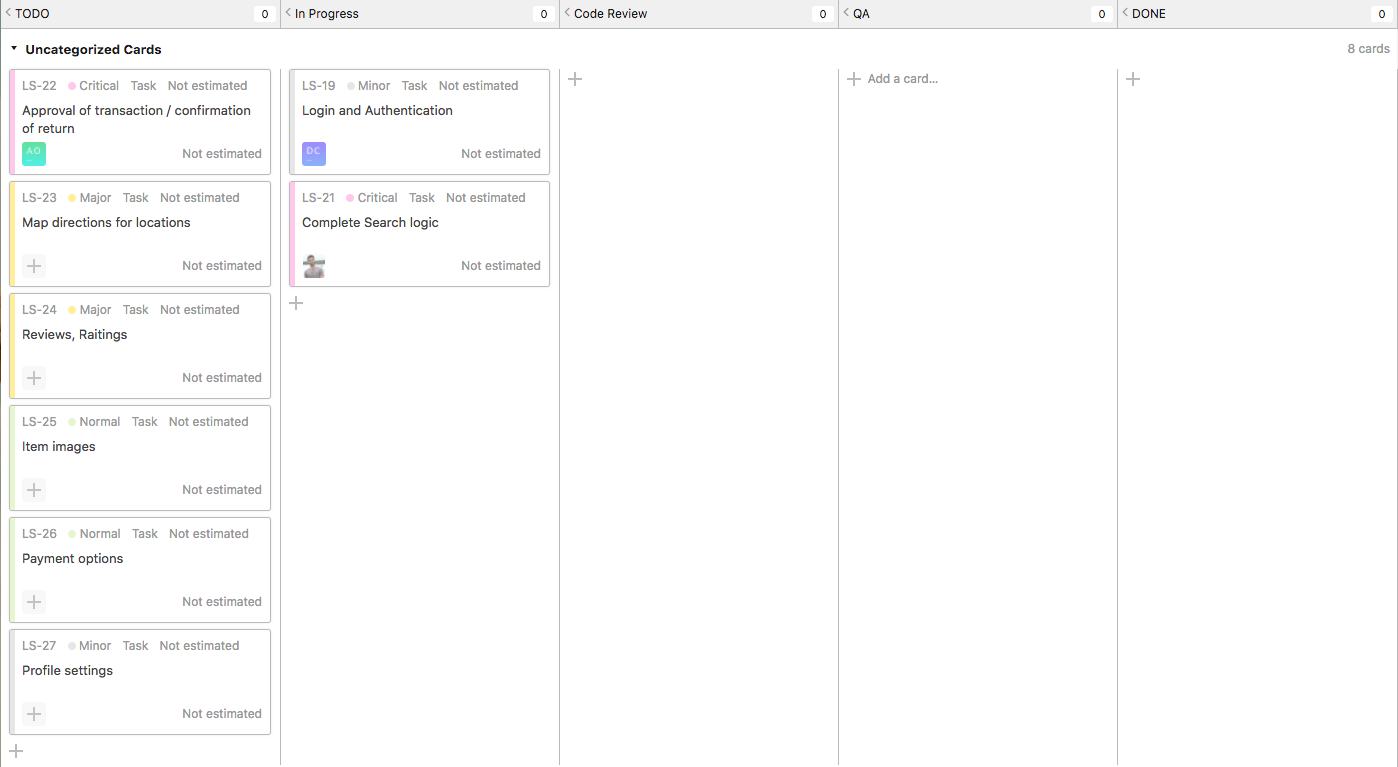 TODO 0
In Progress 0
Code Review 0
QA 0
DONE 0
Uncategorized Cards 8 cards
LS-22 Critical Task Not estimated
Approval of transaction / confirmation
of return
AO Not estimated
LS-23 Major Task Not estimated
Map directions for locations
Not estimated
LS-24 Major Task Not estimated
Reviews, Raitings
Not estimated
LS-25 Normal Task Not estimated
Item images
Not estimated
LS-26 Normal Task Not estimated
Payment options
Not estimated
LS-27 Minor Task Not estimated
Profile settings
Not estimated
LS-19 Minor Task Not estimated
Login and Authentication
DC Not estimated
LS-21 Critical Task Not estimated
Complete Search logic
Not estimated
Add a card...